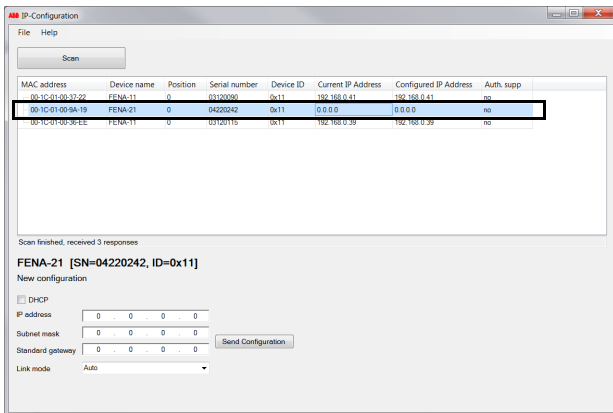 ABB IP-Configuration
File Help
Scan
MAC address Device name Position Serial number Device ID Current IP Address Configured IP Address Auth. supp
00-1C-01-00-37-22 FENA-11 0 03120090 0x11 192.168.0.41 192.168.0.41 no
00-1C-01-00-9A-19 FENA-21 0 04220242 0x11 0.0.0.0 0.0.0.0 no
00-1C-01-00-36-EE FENA-11 0 03120115 0x11 192.168.0.39 192.168.0.39 no
Scan finished, received 3 responses
FENA-21 [SN=04220242, ID=0x11]
New configuration
DHCP
IP address 0 . 0 . 0 . 0
Subnet mask 0 . 0 . 0 . 0
Send Configuration
Standard gateway 0 . 0 . 0 . 0
Link mode Auto